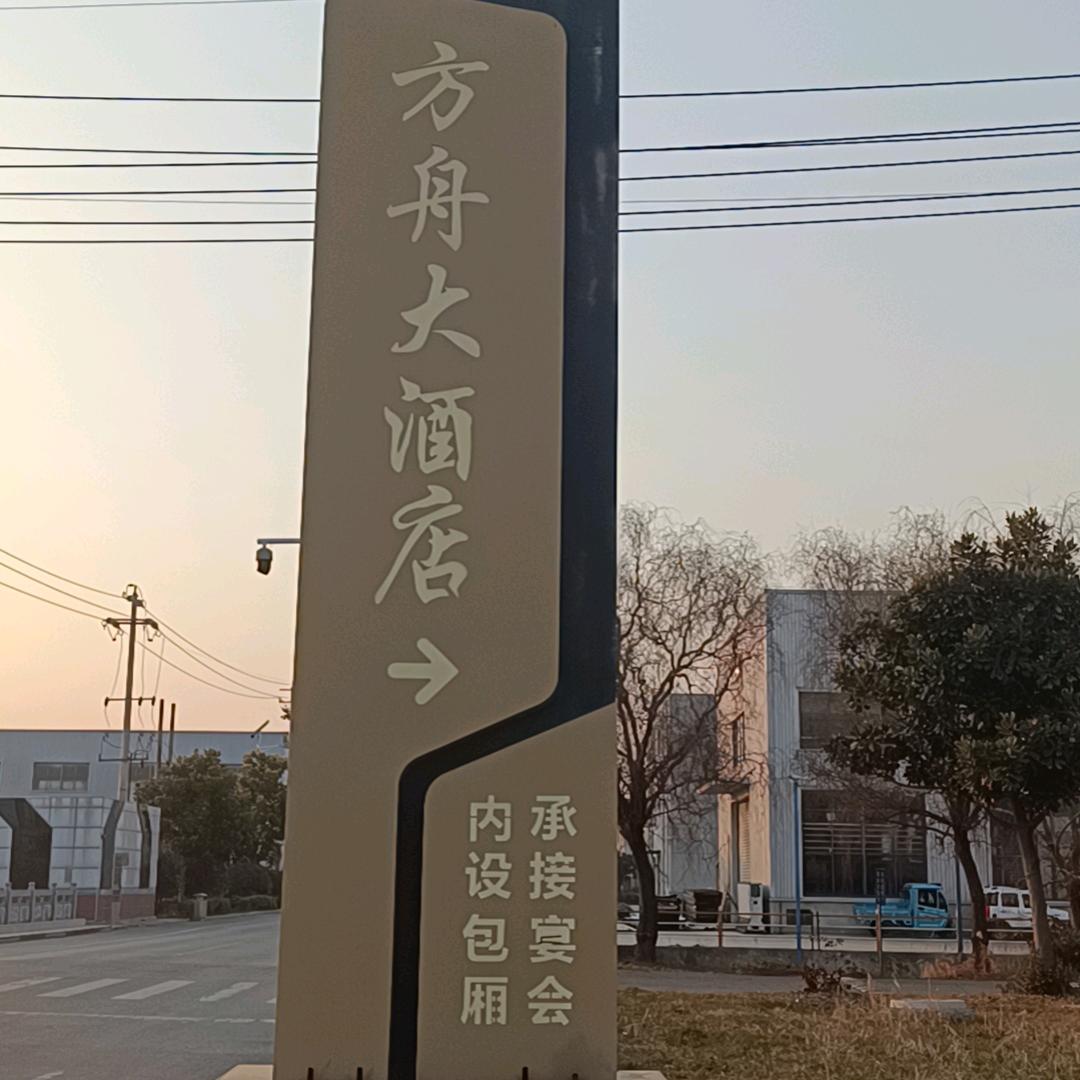 方舟大酒店
→
承接宴会
内设包厢